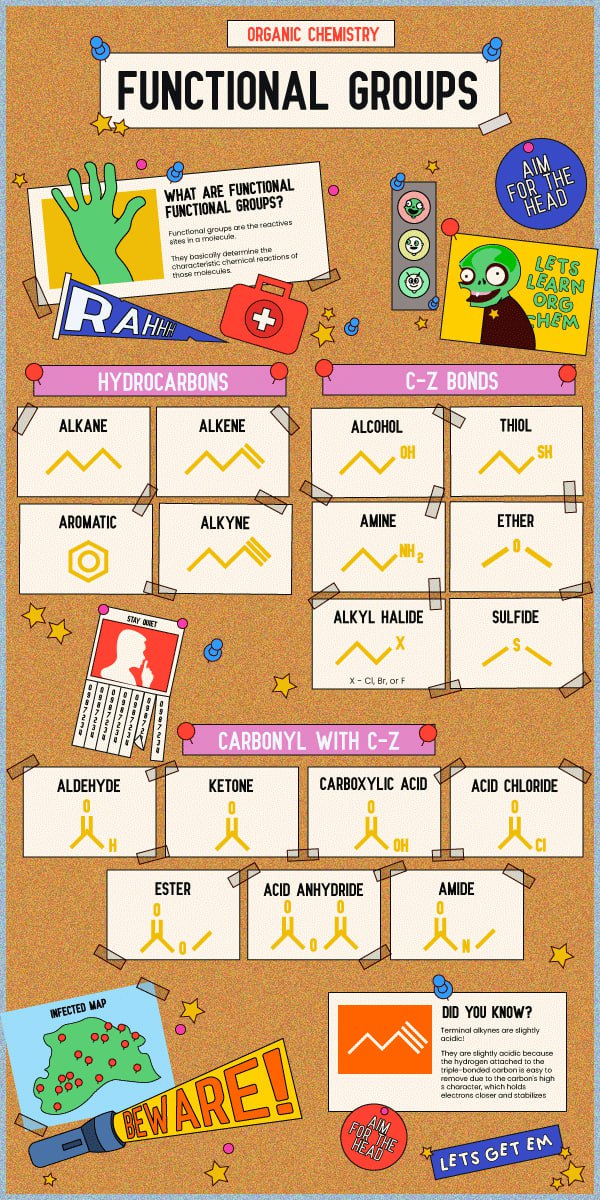 ORGANIC CHEMISTRY
FUNCTIONAL GROUPS
AIM
FOR THE
HEAD
WHAT ARE FUNCTIONAL
FUNCTIONAL GROUPS?
Functional groups are the reactives
sites in a molecule.
They basically determine the
characteristic chemical reactions of
those molecules.
RAHHH
LETS
LEARN
ORG
CHEM
HYDROCARBONS
ALKANE
ALKENE
AROMATIC
ALKYNE
C-Z BONDS
ALCOHOL
OH
THIOL
SH
AMINE
NH2
ETHER
O
ALKYL HALIDE
X
X - Cl, Br, or F
SULFIDE
S
STAY QUIET
0987234
0987234
0987234
0987234
0987234
0987234
CARBONYL WITH C-Z
ALDEHYDE
O
H
KETONE
O
CARBOXYLIC ACID
O
OH
ACID CHLORIDE
O
Cl
ESTER
O
O
ACID ANHYDRIDE
O O
O
AMIDE
O
N
INFECTED MAP
BEWARE!
DID YOU KNOW?
Terminal alkynes are slightly
acidic!
They are slightly acidic because
the hydrogen attached to the
triple-bonded carbon is easy to
remove due to the carbon's high
s character, which holds
electrons closer and stabilizes
AIM
FOR THE
HEAD
LETS GET EM